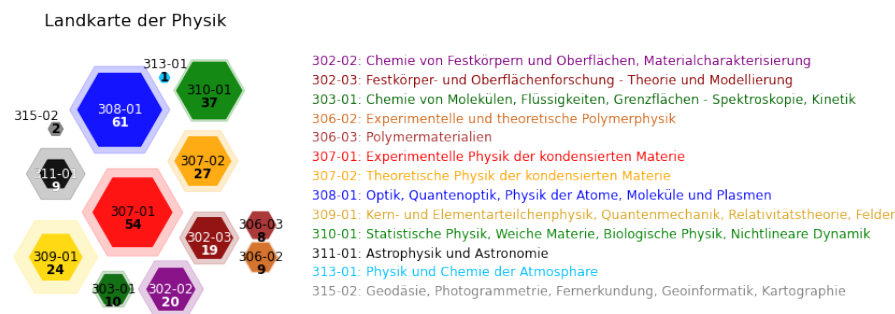 Landkarte der Physik
313-01
1
310-01
37
308-01
61
315-02
2
307-02
27
311-01
9
307-01
54
306-03
8
302-03
19
309-01
24
306-02
9
303-01
10
302-02
20
302-02: Chemie von Festkörpern und Oberflächen, Materialcharakterisierung
302-03: Festkörper- und Oberflächenforschung - Theorie und Modellierung
303-01: Chemie von Molekülen, Flüssigkeiten, Grenzflächen - Spektroskopie, Kinetik
306-02: Experimentelle und theoretische Polymerphysik
306-03: Polymermaterialien
307-01: Experimentelle Physik der kondensierten Materie
307-02: Theoretische Physik der kondensierten Materie
308-01: Optik, Quantenoptik, Physik der Atome, Moleküle und Plasmen
309-01: Kern- und Elementarteilchenphysik, Quantenmechanik, Relativitätstheorie, Felder
310-01: Statistische Physik, Weiche Materie, Biologische Physik, Nichtlineare Dynamik
311-01: Astrophysik und Astronomie
313-01: Physik und Chemie der Atmosphäre
315-02: Geodäsie, Photogrammetrie, Fernerkundung, Geoinformatik, Kartographie